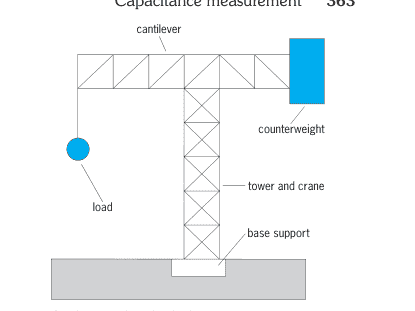 Capacitance measurement 363
cantilever
counterweight
tower and crane
load
base support